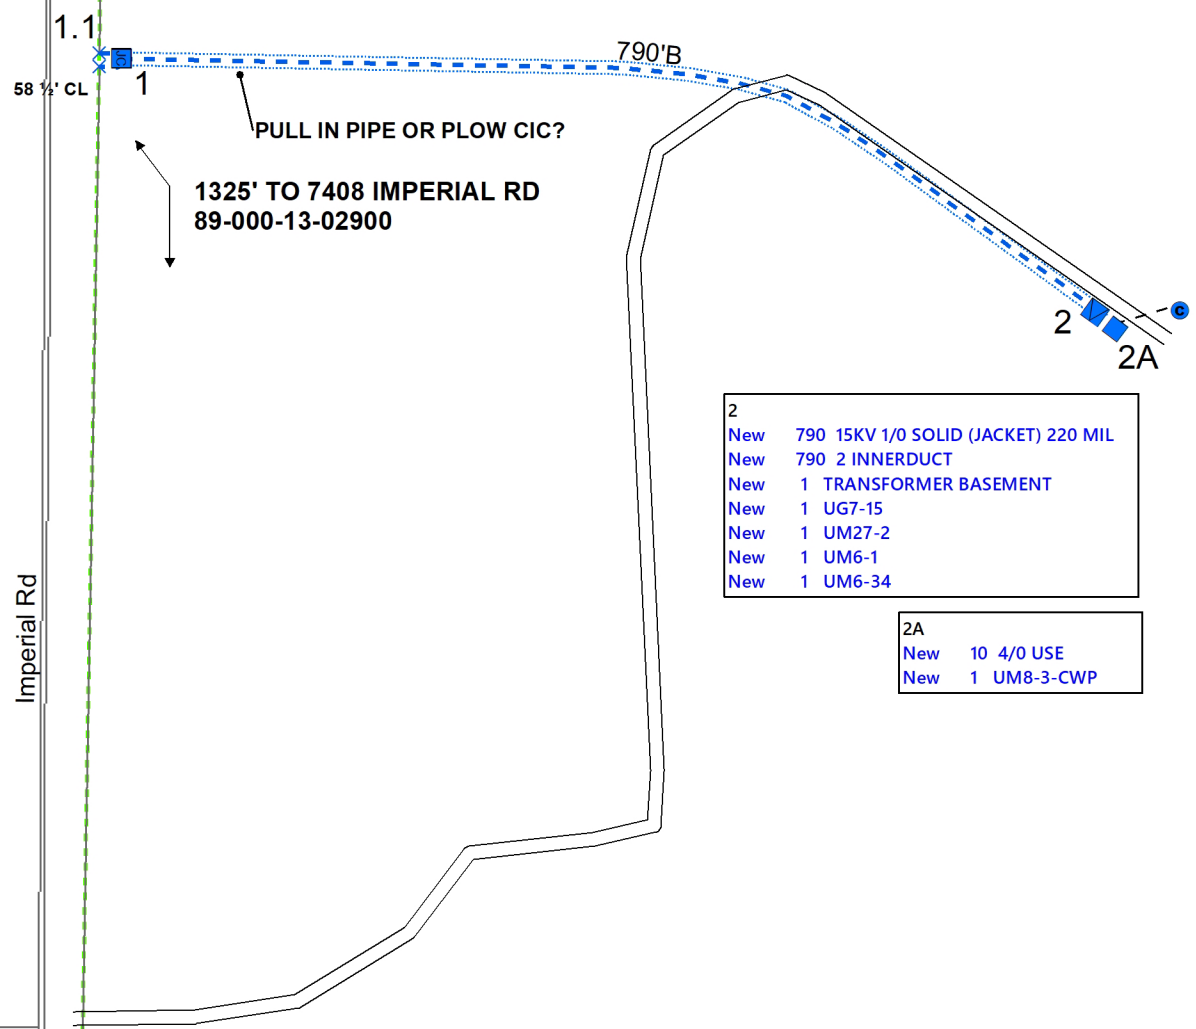 1.1
JC
790'B
58 ½' CL
1
PULL IN PIPE OR PLOW CIC?
1325' TO 7408 IMPERIAL RD
89-000-13-02900
C
2
2A
2
New 790 15KV 1/0 SOLID (JACKET) 220 MIL
New 790 2 INNERDUCT
New 1 TRANSFORMER BASEMENT
New 1 UG7-15
New 1 UM27-2
New 1 UM6-1
New 1 UM6-34
2A
New 10 4/0 USE
New 1 UM8-3-CWP
Imperial Rd